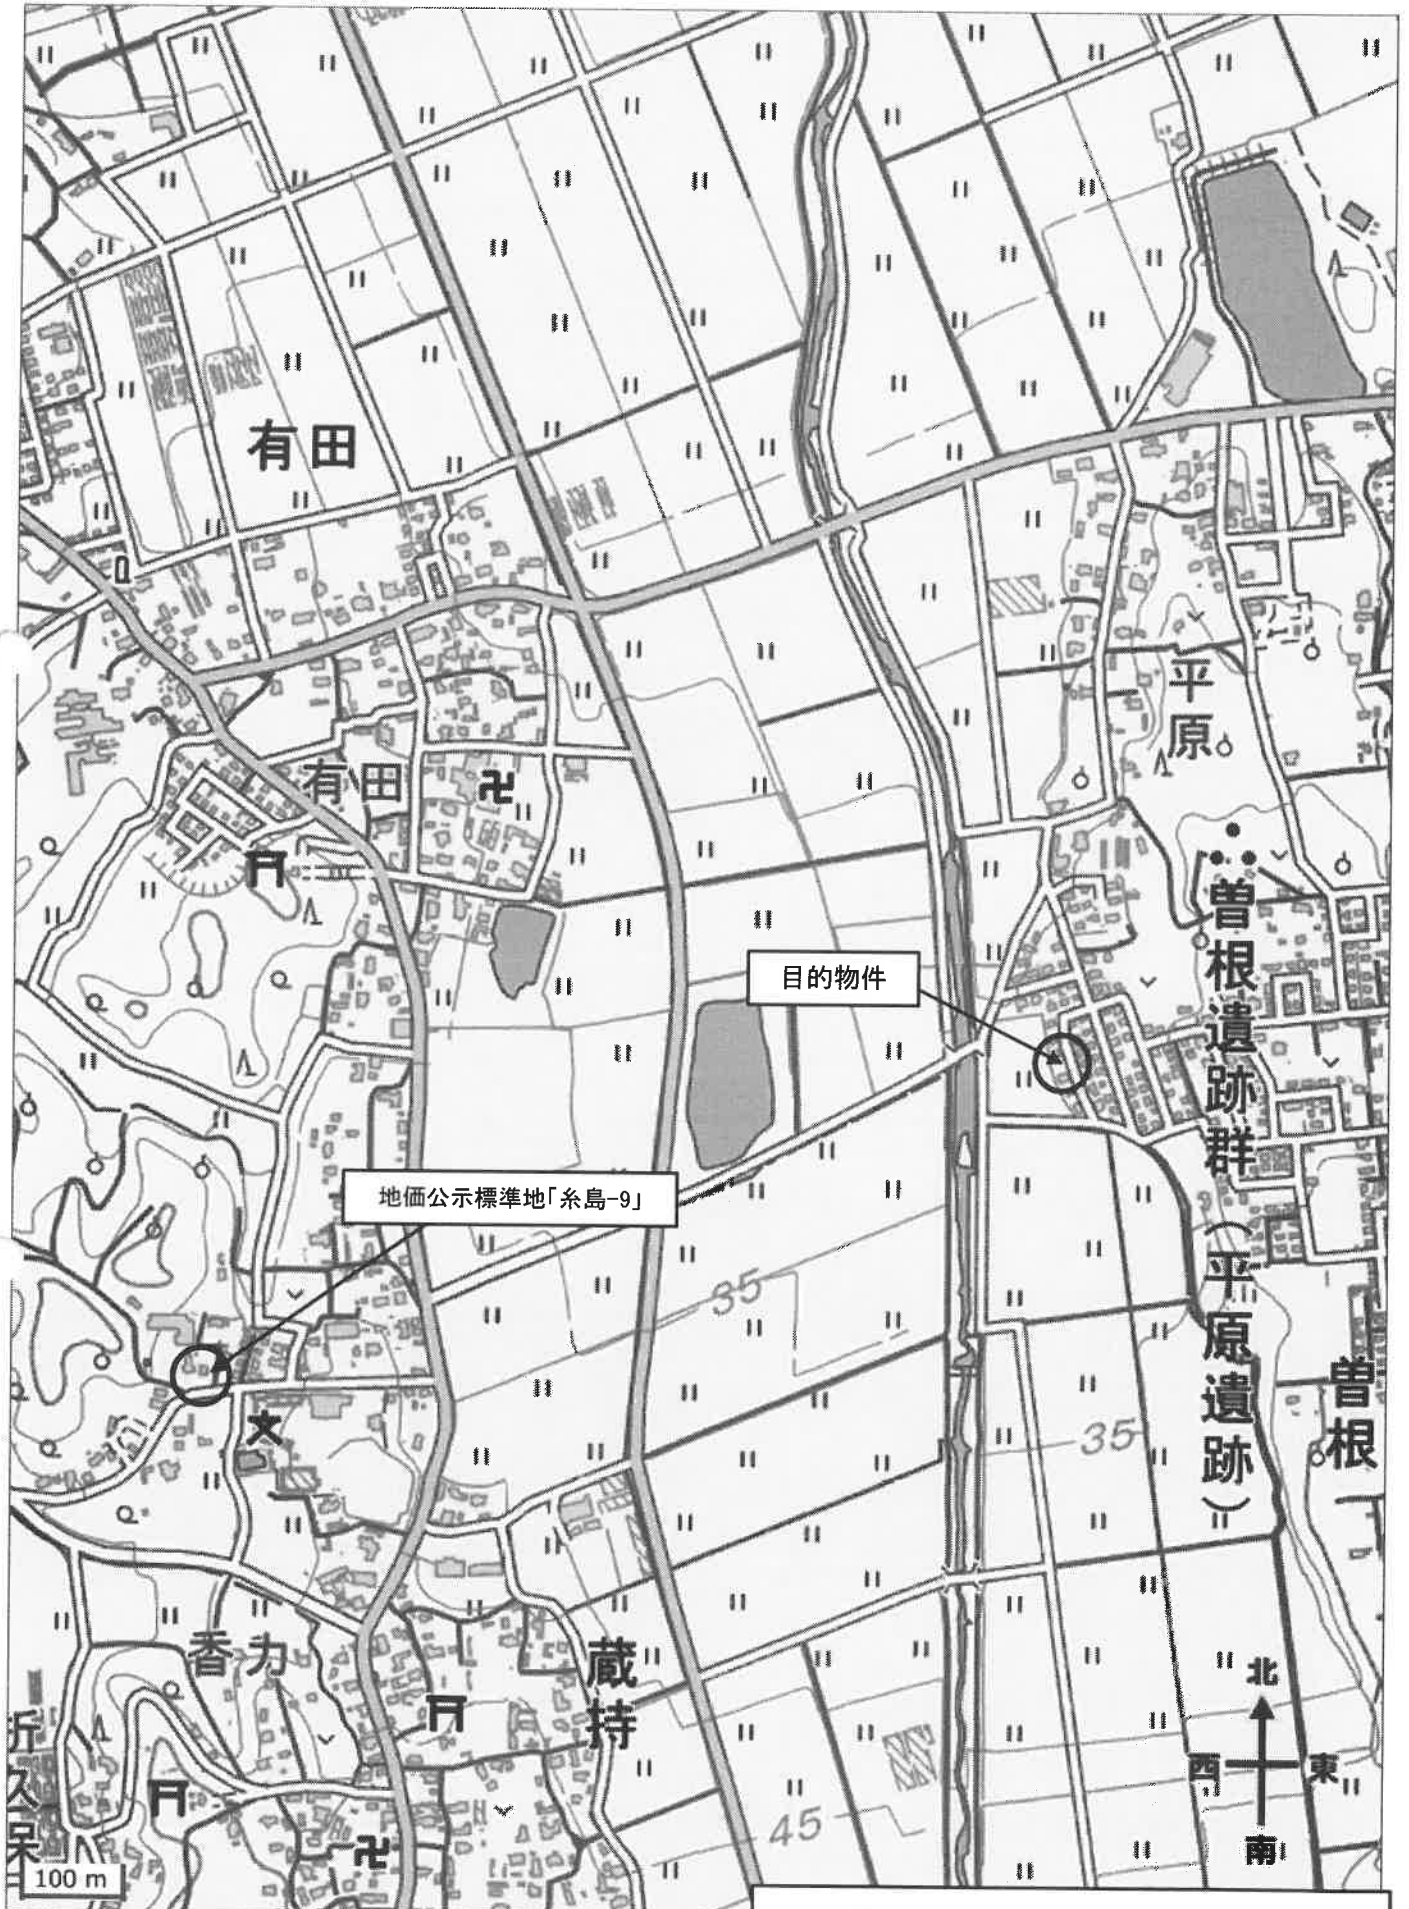 有田
平原
有田
曽根遺跡群（平原遺跡）
目的物件
地価公示標準地「糸島-9」
35
曽根
35
香力
蔵持
北
西
東
南
45
100 m